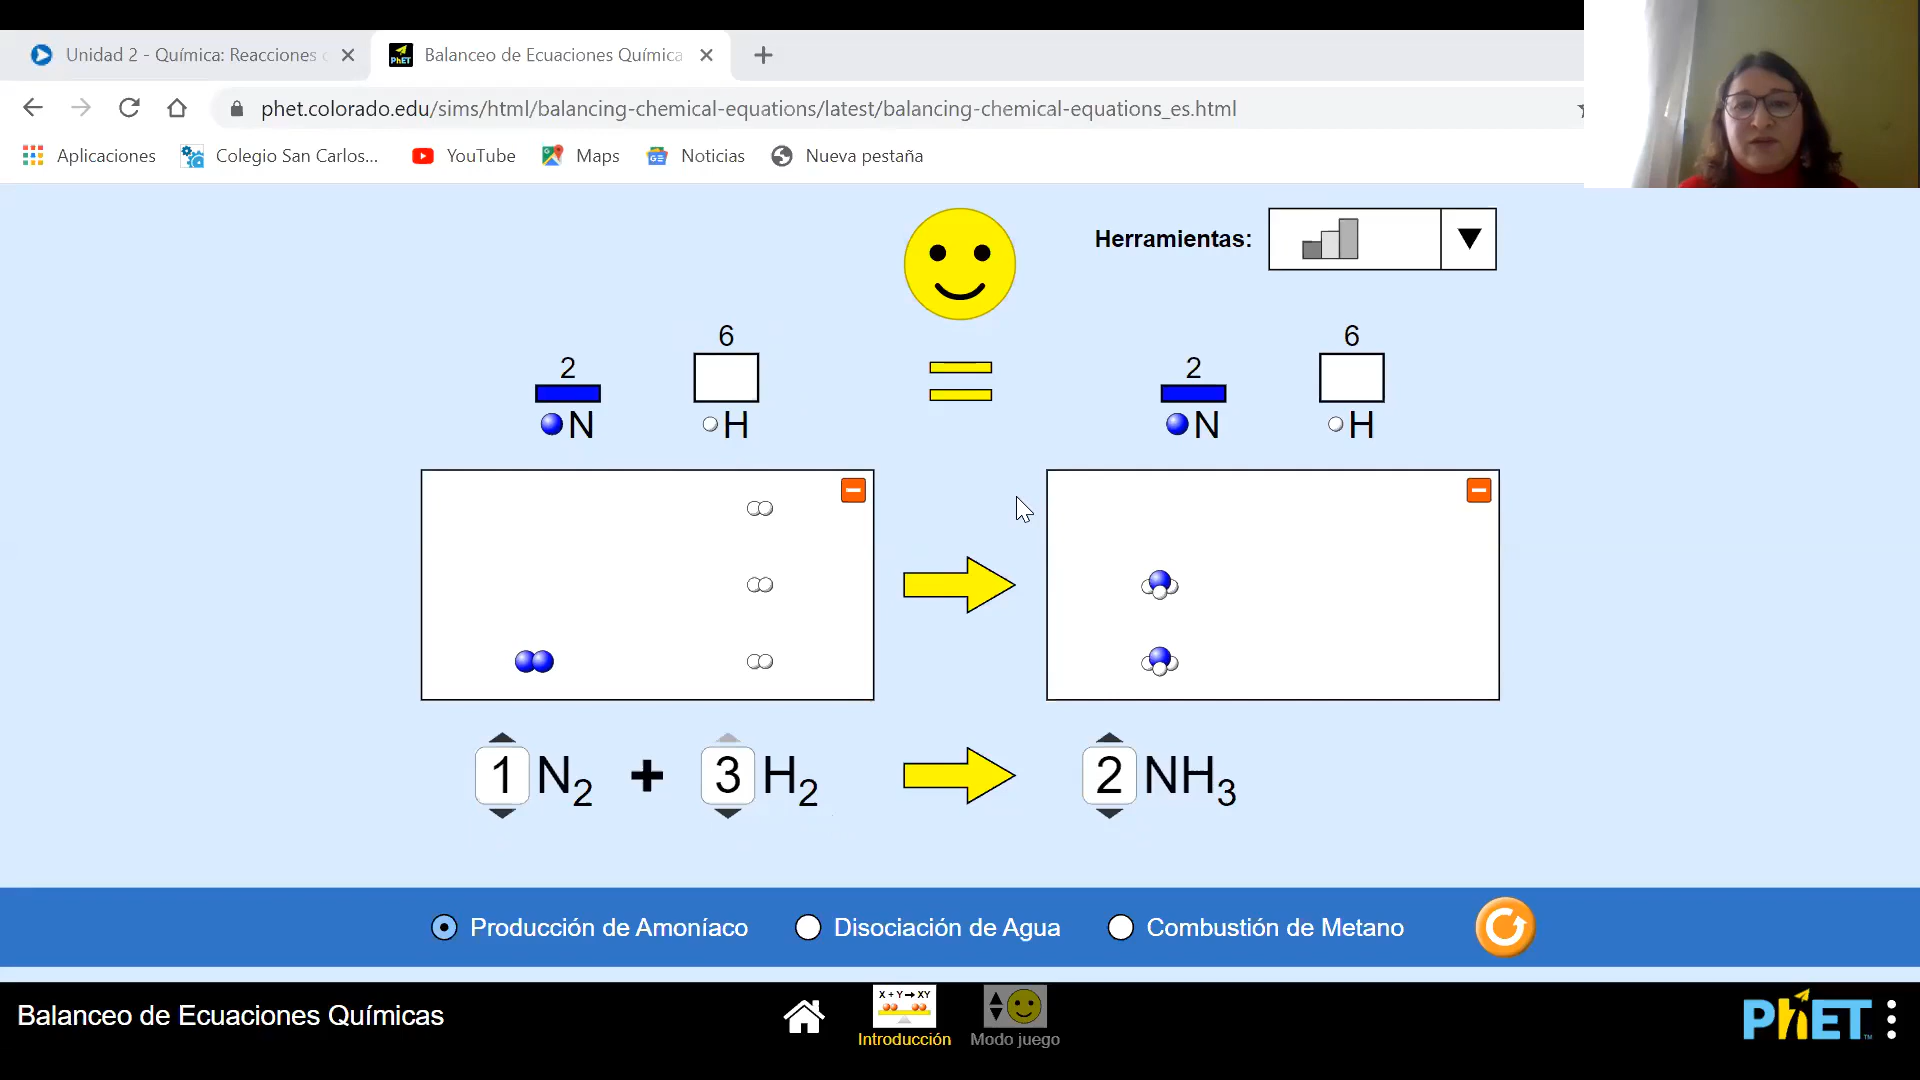 Unidad 2 - Química: Reacciones
Balanceo de Ecuaciones Química
phet.colorado.edu/sims/html/balancing-chemical-equations/latest/balancing-chemical-equations_es.html
Aplicaciones
Colegio San Carlos...
YouTube
Maps
Noticias
Nueva pestaña
Herramientas:
2 6 2 6
N H N H
1 N₂ + 3 H₂ 2 NH₃
Producción de Amoníaco
Disociación de Agua
Combustión de Metano
Balanceo de Ecuaciones Químicas
X + Y → XY
Introducción
Modo juego
PhET